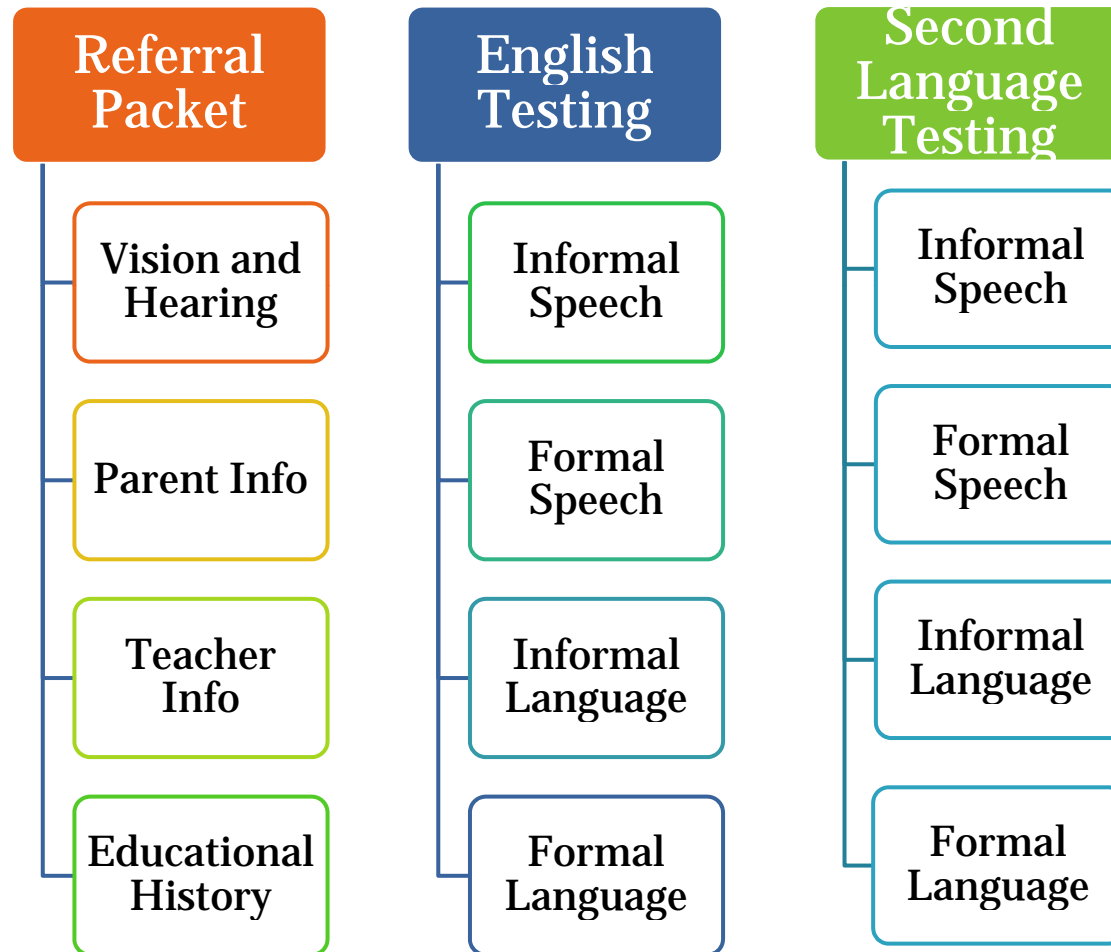 Referral
Packet
Vision and
Hearing
Parent Info
Teacher
Info
Educational
History
English
Testing
Informal
Speech
Formal
Speech
Informal
Language
Formal
Language
Second
Language
Testing
Informal
Speech
Formal
Speech
Informal
Language
Formal
Language